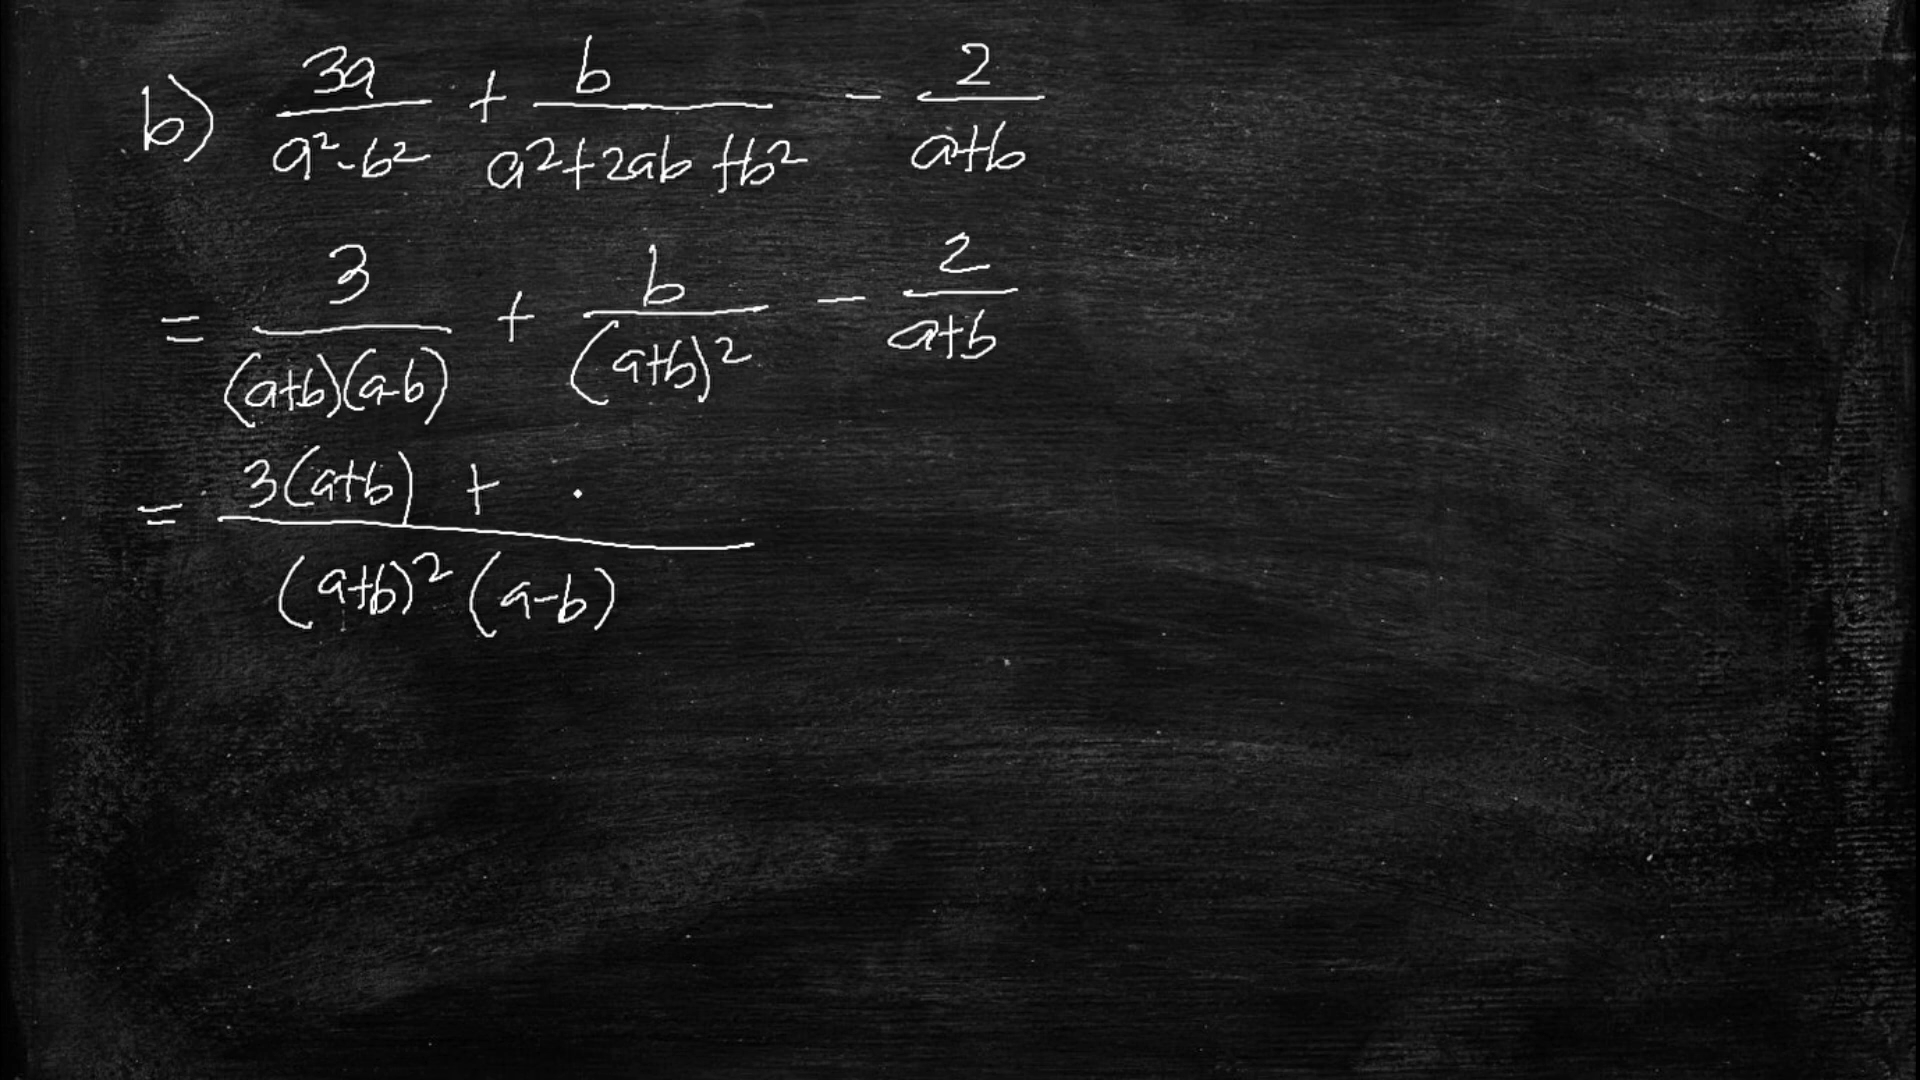 b) 3a/(a²-b²) + b/(a²+2ab+b²) - 2/(a+b)
= 3/((a+b)(a-b)) + b/(a+b)² - 2/(a+b)
= (3(a+b) + .)/((a+b)²(a-b))